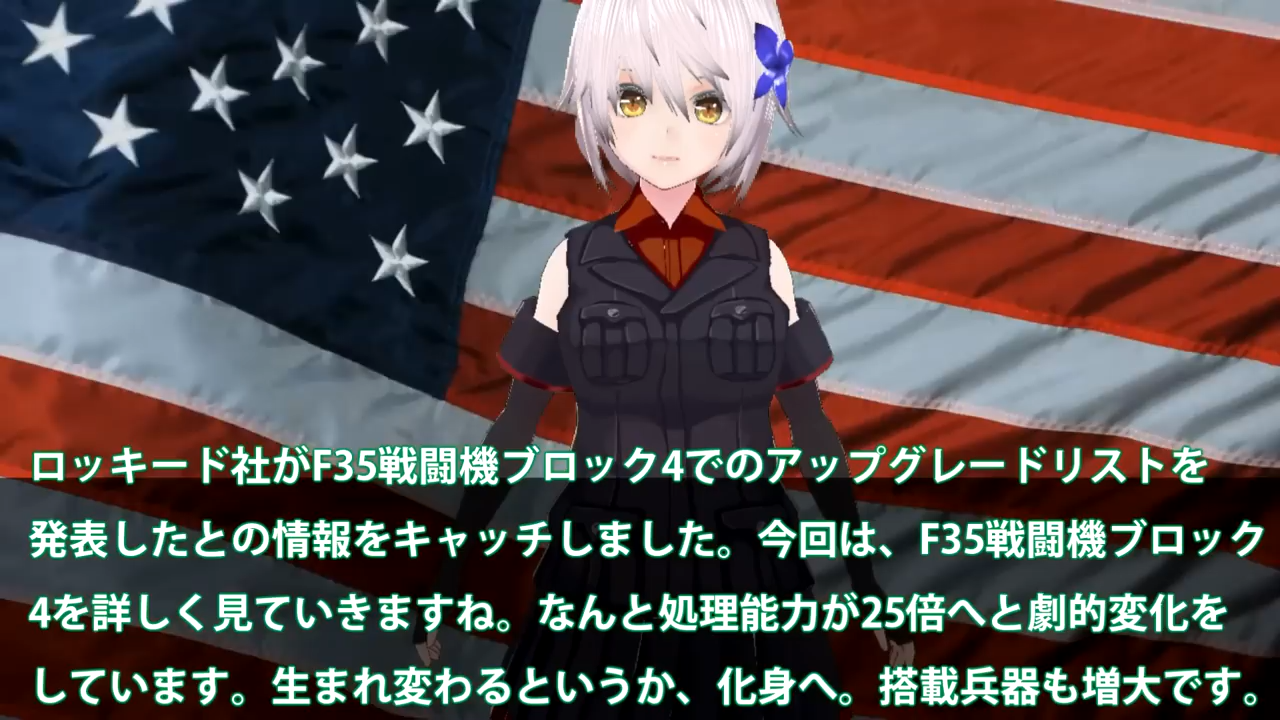 ロッキード社がF35戦闘機ブロック4でのアップグレードリストを
発表したとの情報をキャッチしました。今回は、F35戦闘機ブロック
4を詳しく見ていきますね。なんと処理能力が25倍へと劇的変化を
しています。生まれ変わるというか、化身へ。搭載兵器も増大です。